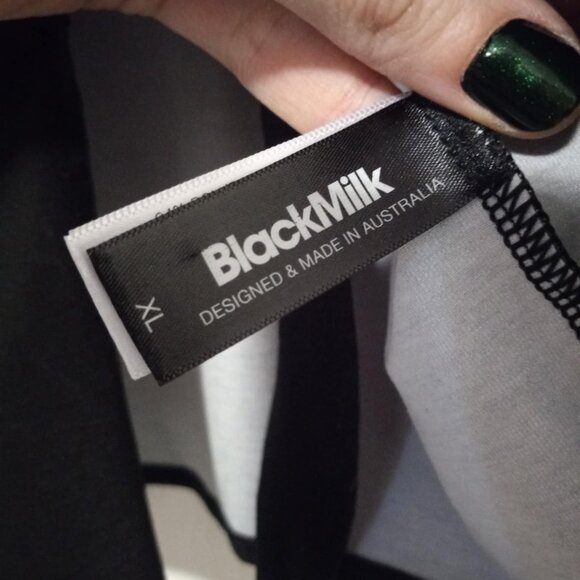 BlackMilk
DESIGNED & MADE IN AUSTRALIA
XL